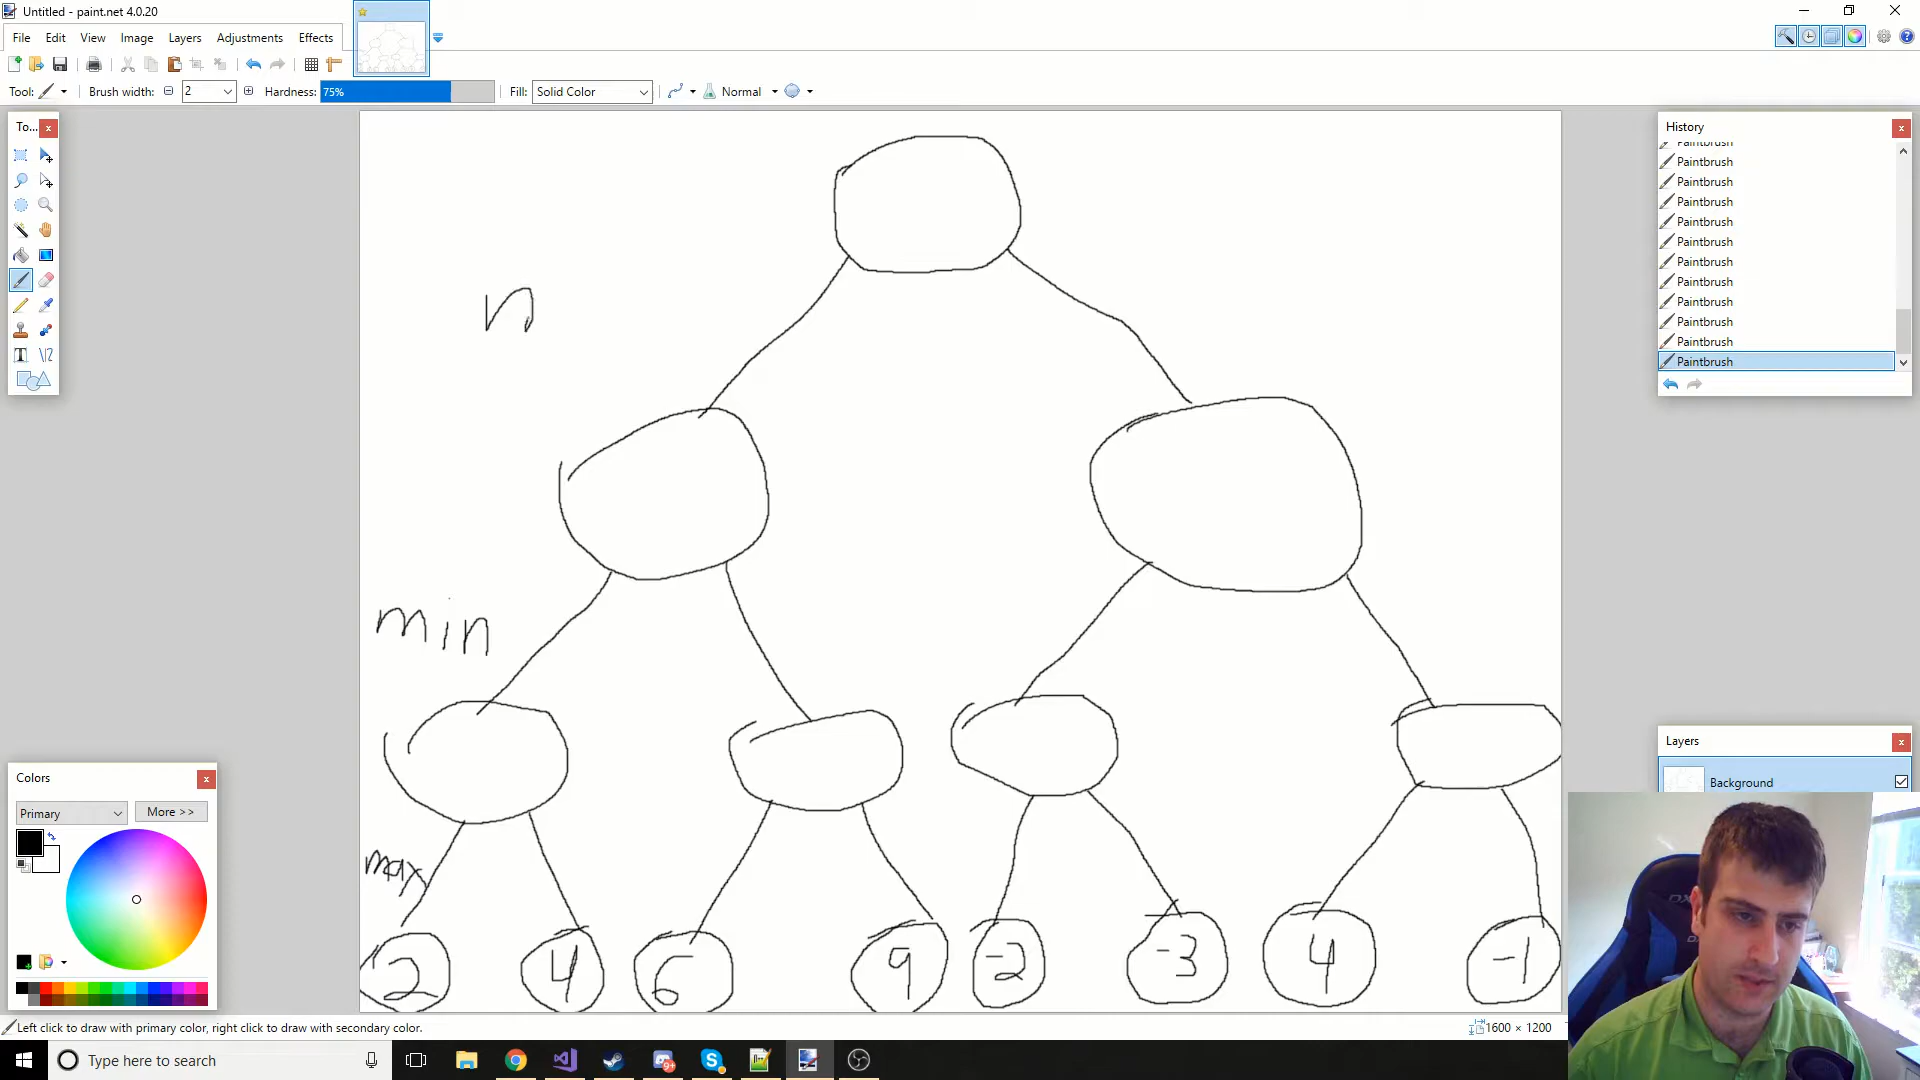 Untitled - paint.net 4.0.20
File Edit View Image Layers Adjustments Effects
Tool: Brush width: 2 Hardness: 75% Fill: Solid Color Normal
To...
History
Paintbrush
Paintbrush
Paintbrush
Paintbrush
Paintbrush
Paintbrush
Paintbrush
Paintbrush
Paintbrush
Paintbrush
Paintbrush
Paintbrush
n
min
max
2 4 6 9 -2 -3 4 -1
Layers
Background
Colors
Primary More >>
Left click to draw with primary color, right click to draw with secondary color.
1600 × 1200
Type here to search
9+